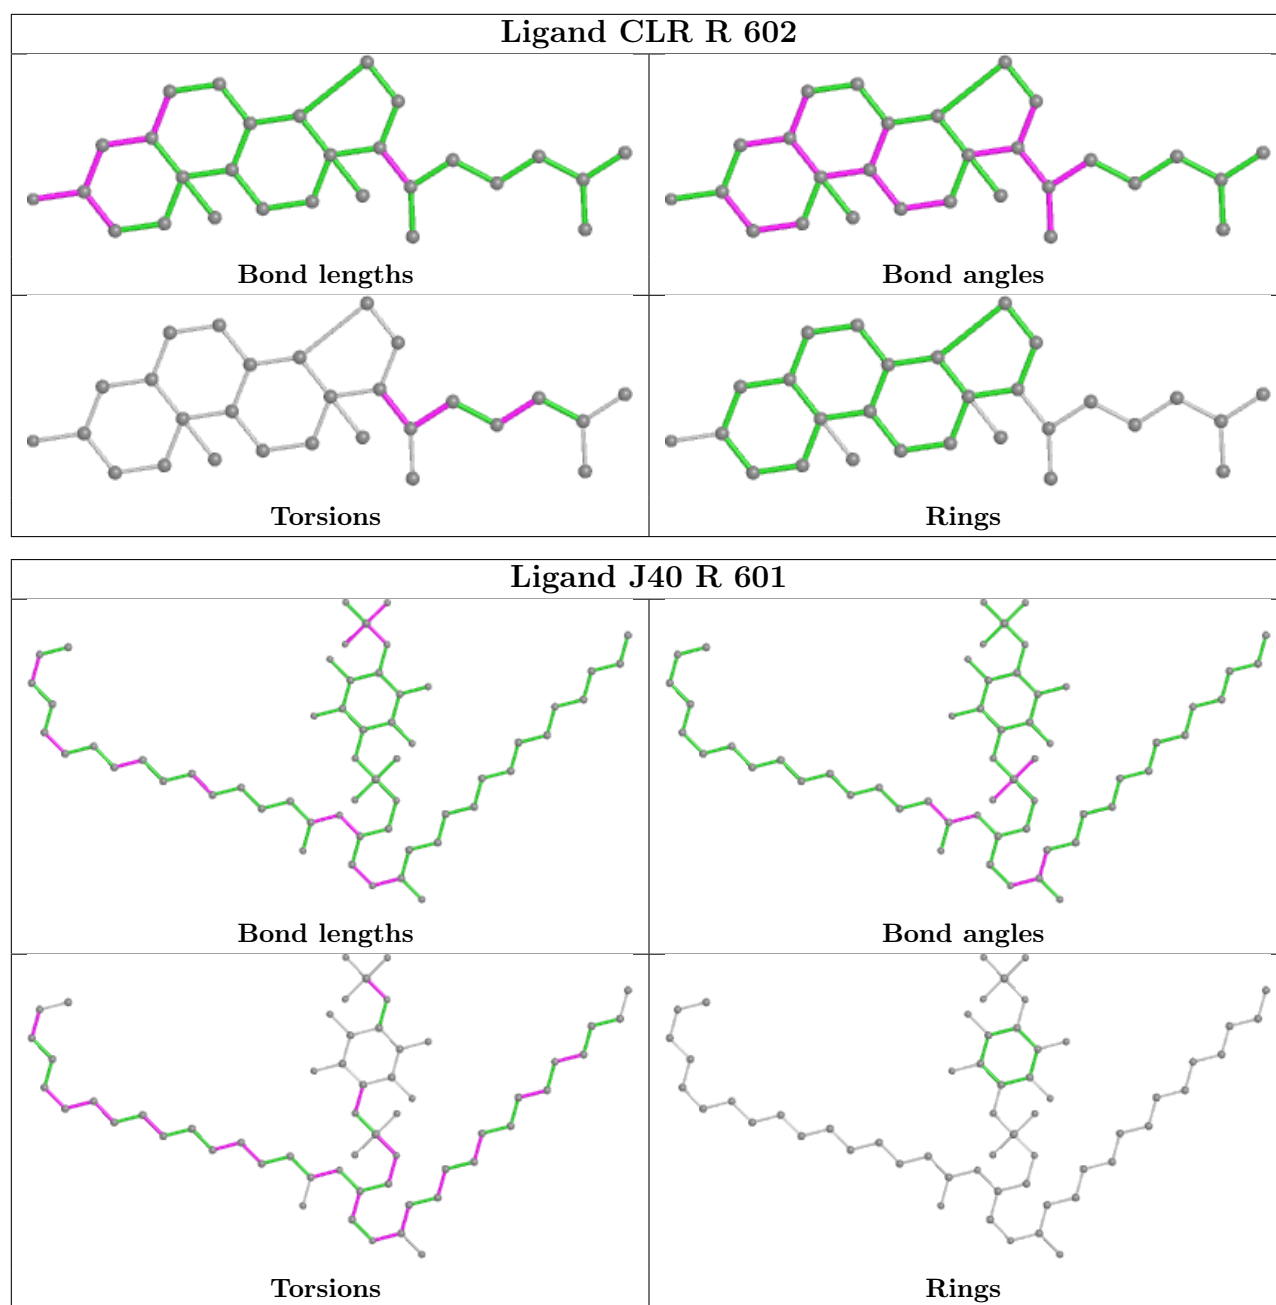 Ligand CLR R 602
Bond lengths
Bond angles
Torsions
Rings
Ligand J40 R 601
Bond lengths
Bond angles
Torsions
Rings